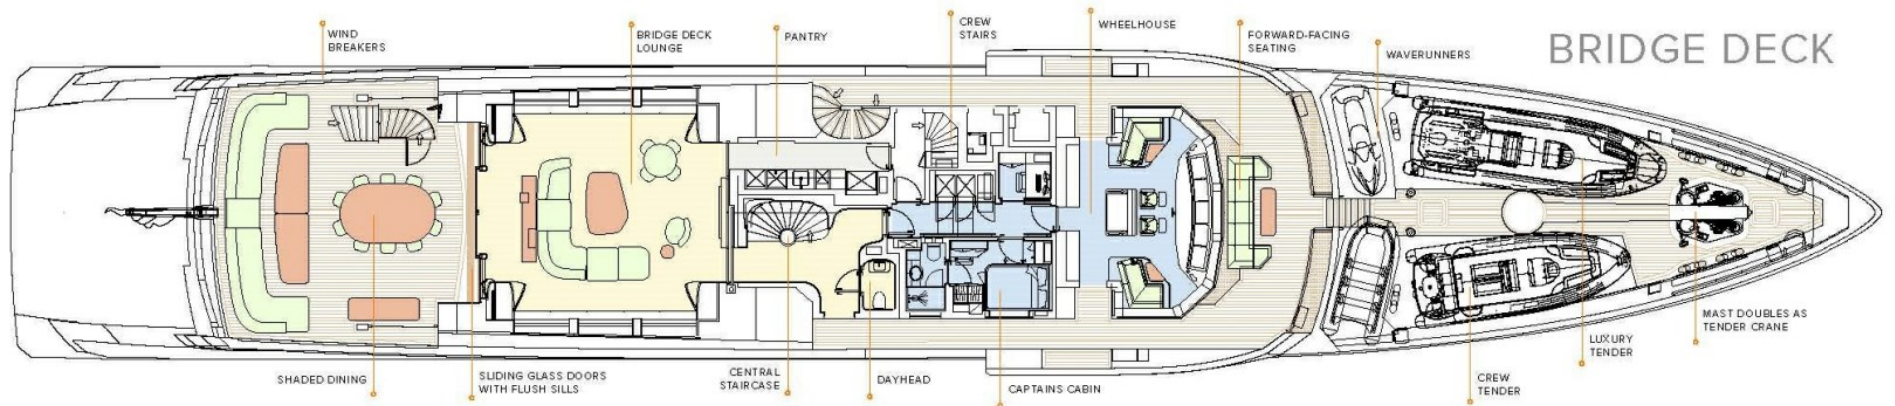 WIND
BREAKERS
BRIDGE DECK
LOUNGE
PANTRY
CREW
STAIRS
WHEELHOUSE
FORWARD-FACING
SEATING
WAVERUNNERS
BRIDGE DECK
SHADED DINING
SLIDING GLASS DOORS
WITH FLUSH SILLS
CENTRAL
STAIRCASE
DAYHEAD
CAPTAINS CABIN
CREW
TENDER
LUXURY
TENDER
MAST DOUBLES AS
TENDER CRANE